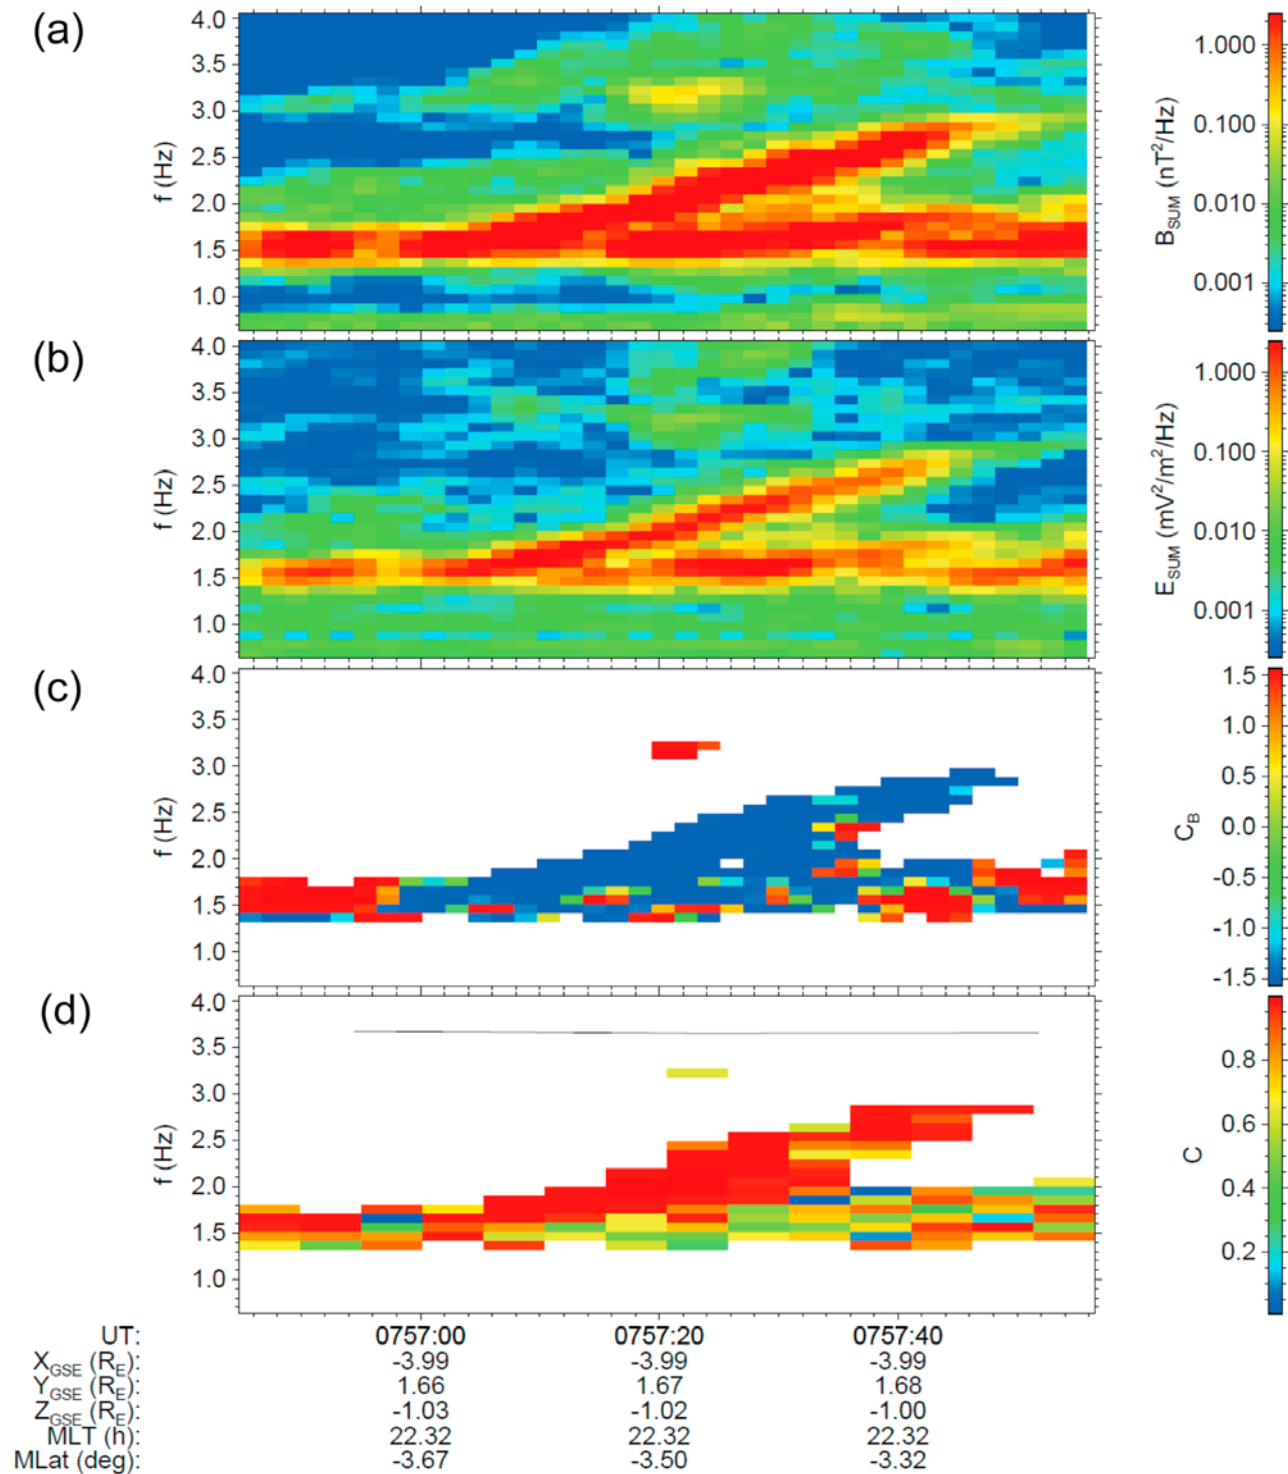 (a)
4.0
3.5
3.0
2.5
2.0
1.5
1.0
f (Hz)
1.000
0.100
0.010
0.001
B_SUM (nT²/Hz)
(b)
4.0
3.5
3.0
2.5
2.0
1.5
1.0
f (Hz)
1.000
0.100
0.010
0.001
E_SUM (mV²/m²/Hz)
(c)
4.0
3.5
3.0
2.5
2.0
1.5
1.0
f (Hz)
1.5
1.0
0.5
0.0
-0.5
-1.0
-1.5
C_B
(d)
4.0
3.5
3.0
2.5
2.0
1.5
1.0
f (Hz)
0.8
0.6
0.4
0.2
C
UT: 0757:00 0757:20 0757:40
X_GSE (R_E): -3.99 -3.99 -3.99
Y_GSE (R_E): 1.66 1.67 1.68
Z_GSE (R_E): -1.03 -1.02 -1.00
MLT (h): 22.32 22.32 22.32
MLat (deg): -3.67 -3.50 -3.32